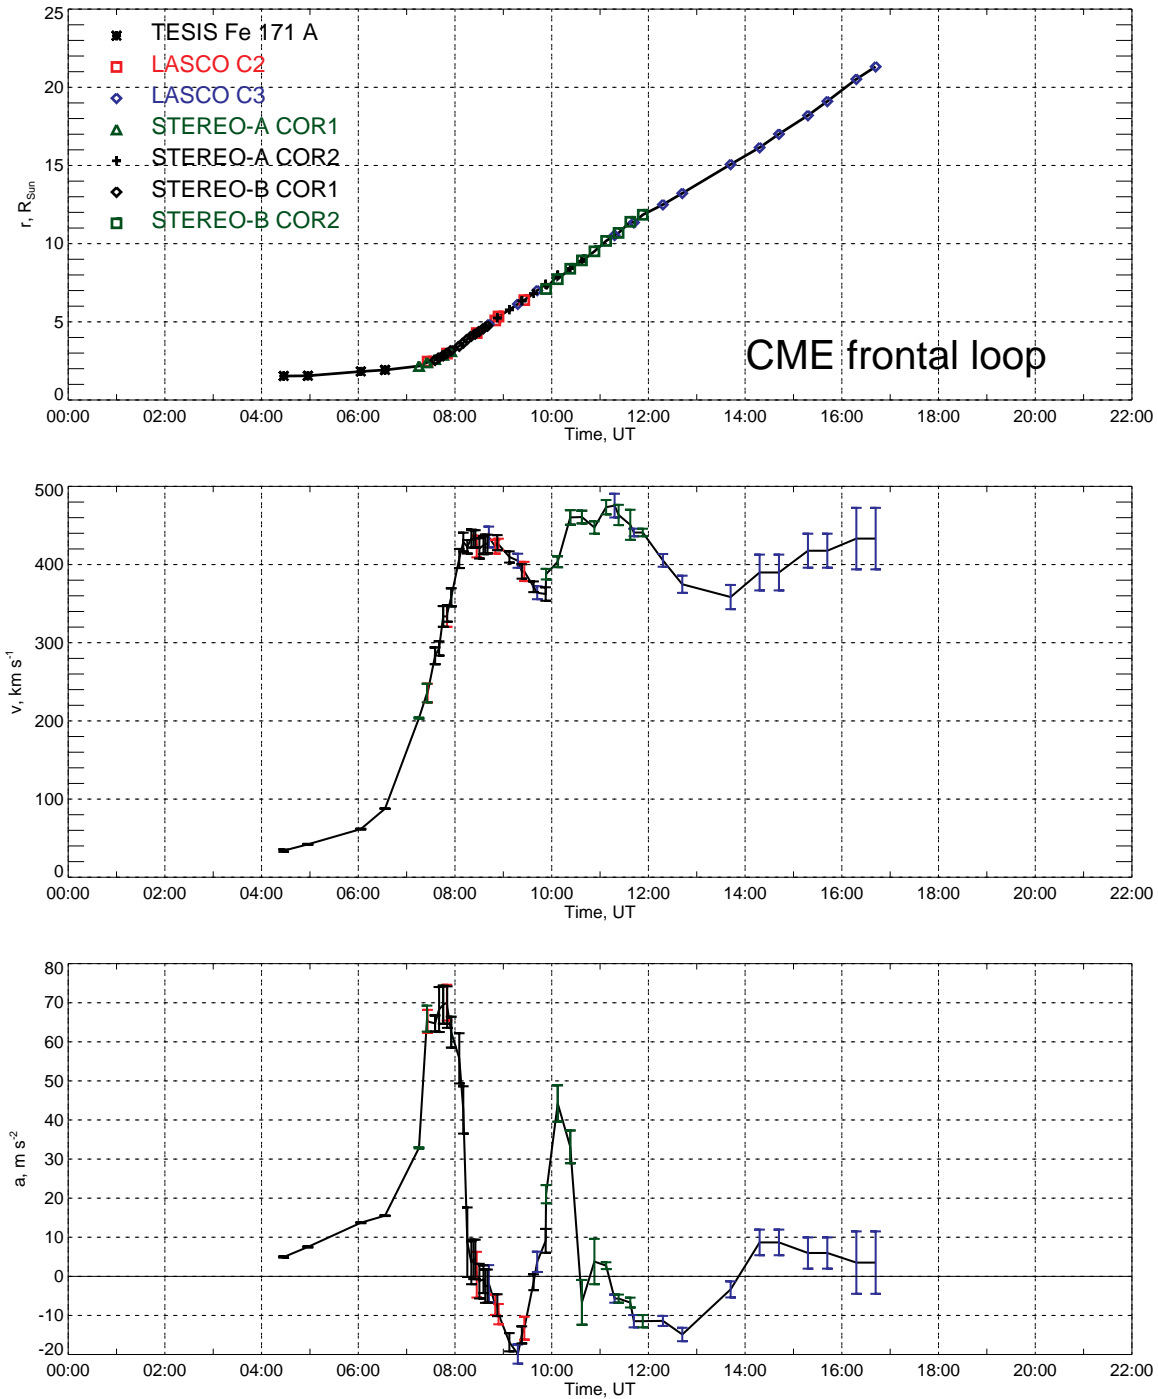 25
20
15
10
5
0
r, R_Sun
TESIS Fe 171 A
LASCO C2
LASCO C3
STEREO-A COR1
STEREO-A COR2
STEREO-B COR1
STEREO-B COR2
CME frontal loop
00:00 02:00 04:00 06:00 08:00 10:00 12:00 14:00 16:00 18:00 20:00 22:00
Time, UT
500
400
300
200
100
0
v, km s-1
00:00 02:00 04:00 06:00 08:00 10:00 12:00 14:00 16:00 18:00 20:00 22:00
Time, UT
80
70
60
50
40
30
20
10
0
-10
-20
a, m s-2
00:00 02:00 04:00 06:00 08:00 10:00 12:00 14:00 16:00 18:00 20:00 22:00
Time, UT